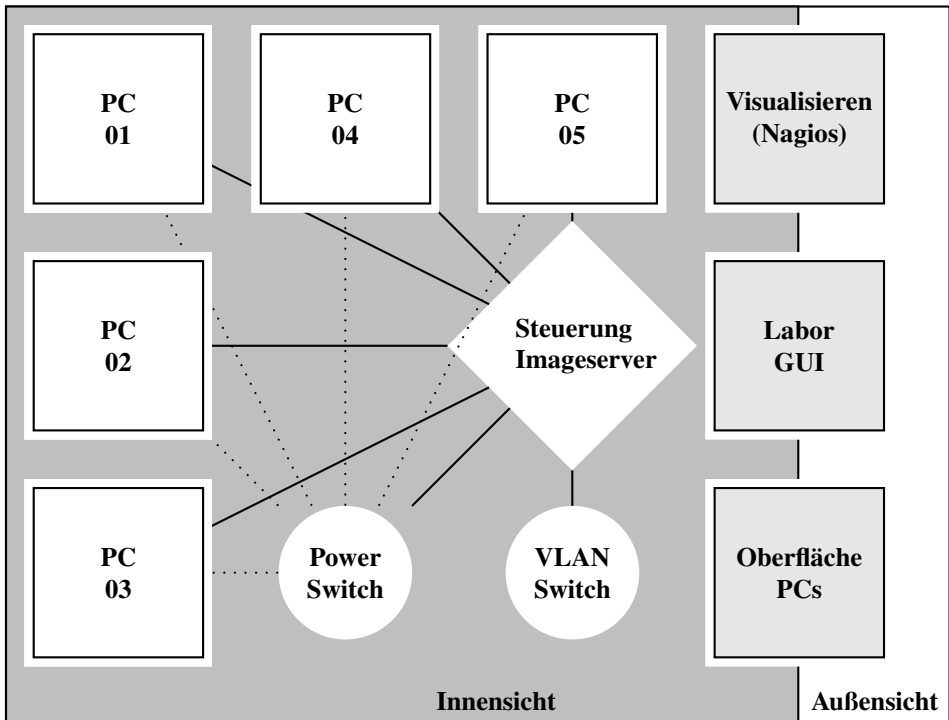 PC
01
PC
04
PC
05
Visualisieren
(Nagios)
PC
02
Steuerung
Imageserver
Labor
GUI
PC
03
Power
Switch
VLAN
Switch
Oberfläche
PCs
Innensicht
Außensicht